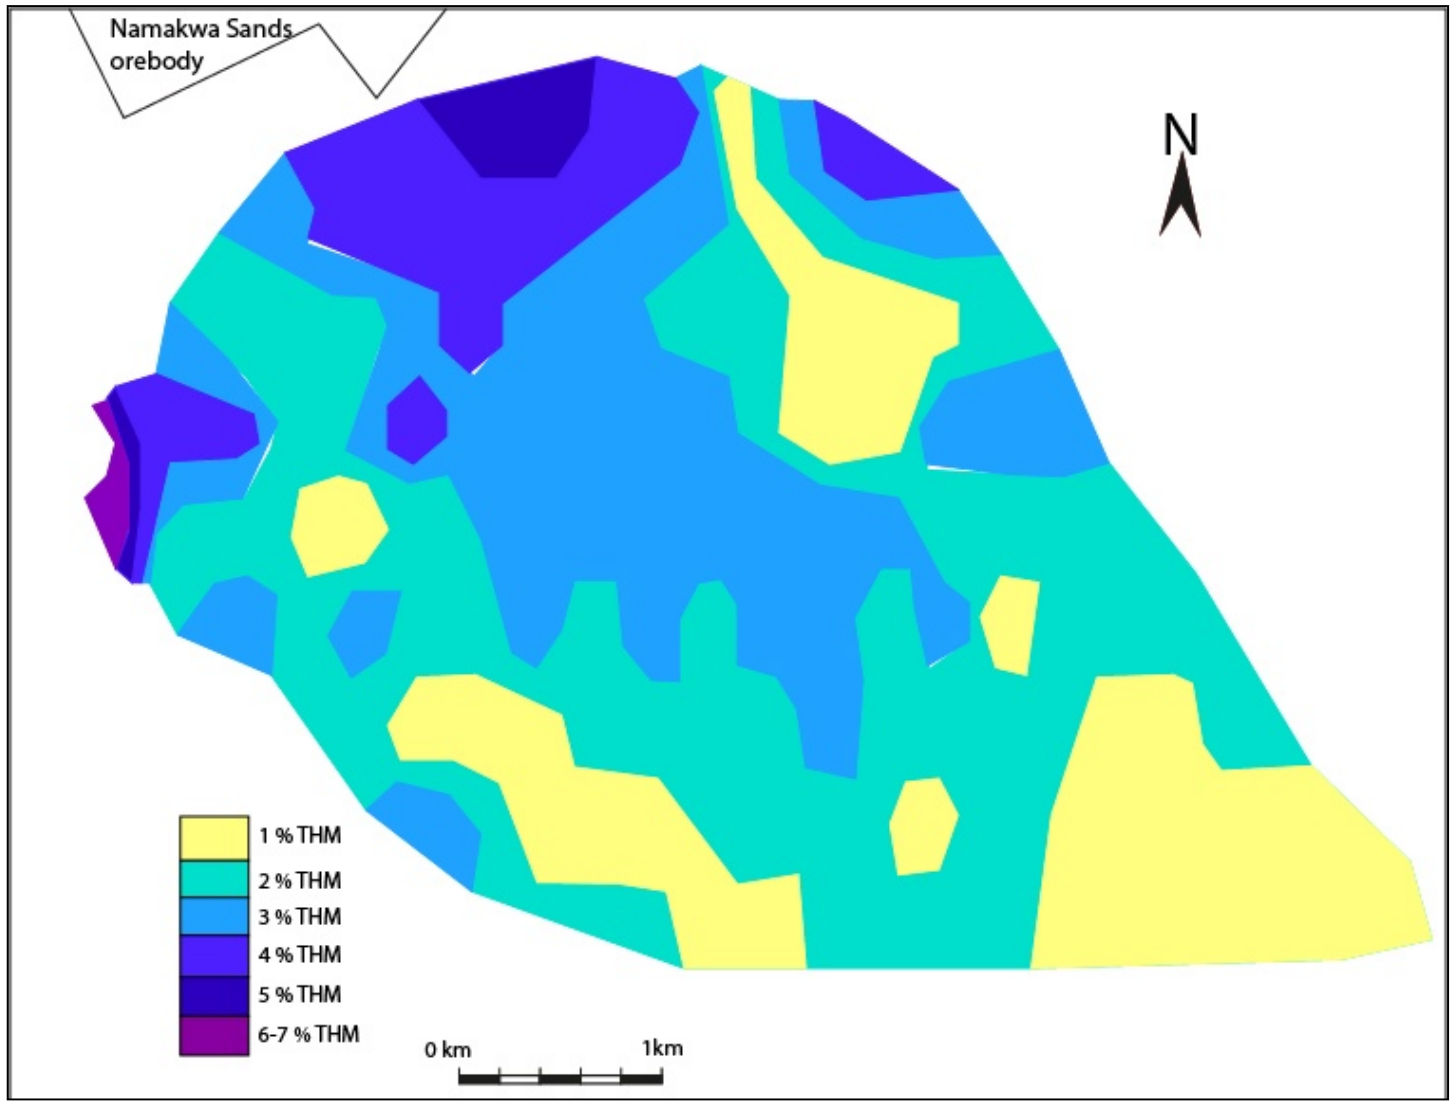 Namakwa Sands
orebody
N
1 % THM
2 % THM
3 % THM
4 % THM
5 % THM
6-7 % THM
0 km 1km